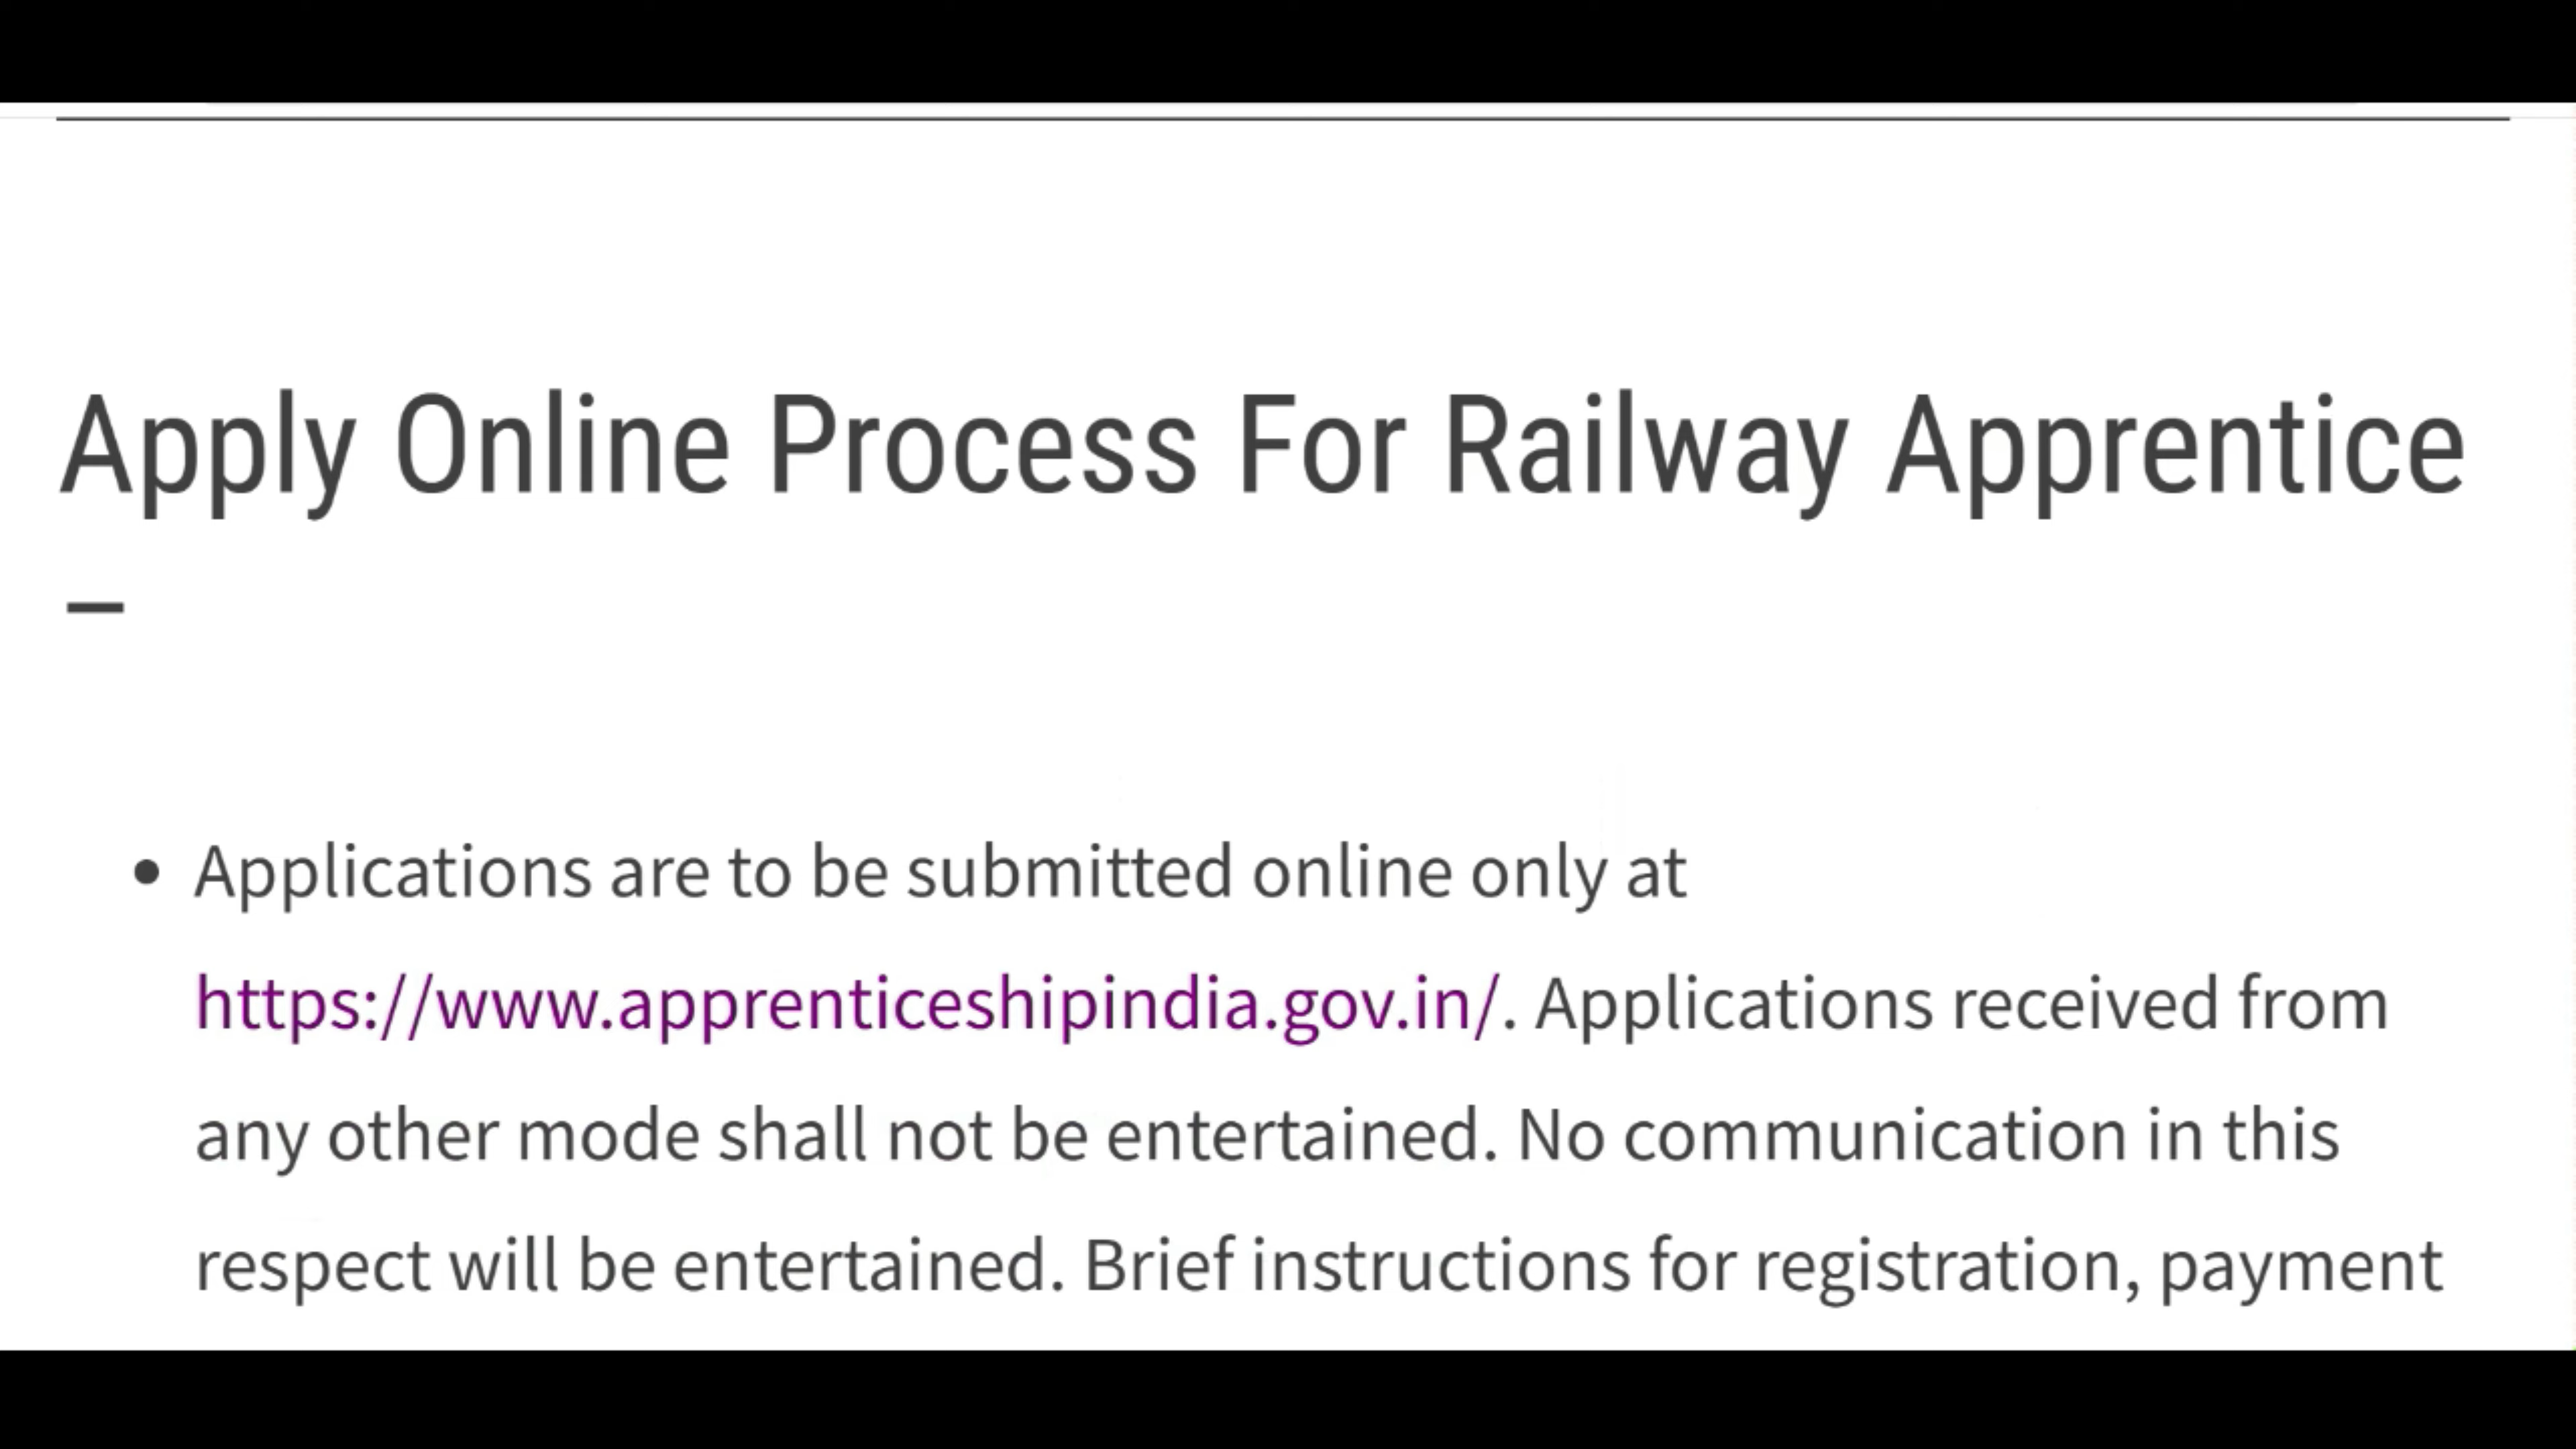 Apply Online Process For Railway Apprentice
–
• Applications are to be submitted online only at
https://www.apprenticeshipindia.gov.in/. Applications received from
any other mode shall not be entertained. No communication in this
respect will be entertained. Brief instructions for registration, payment